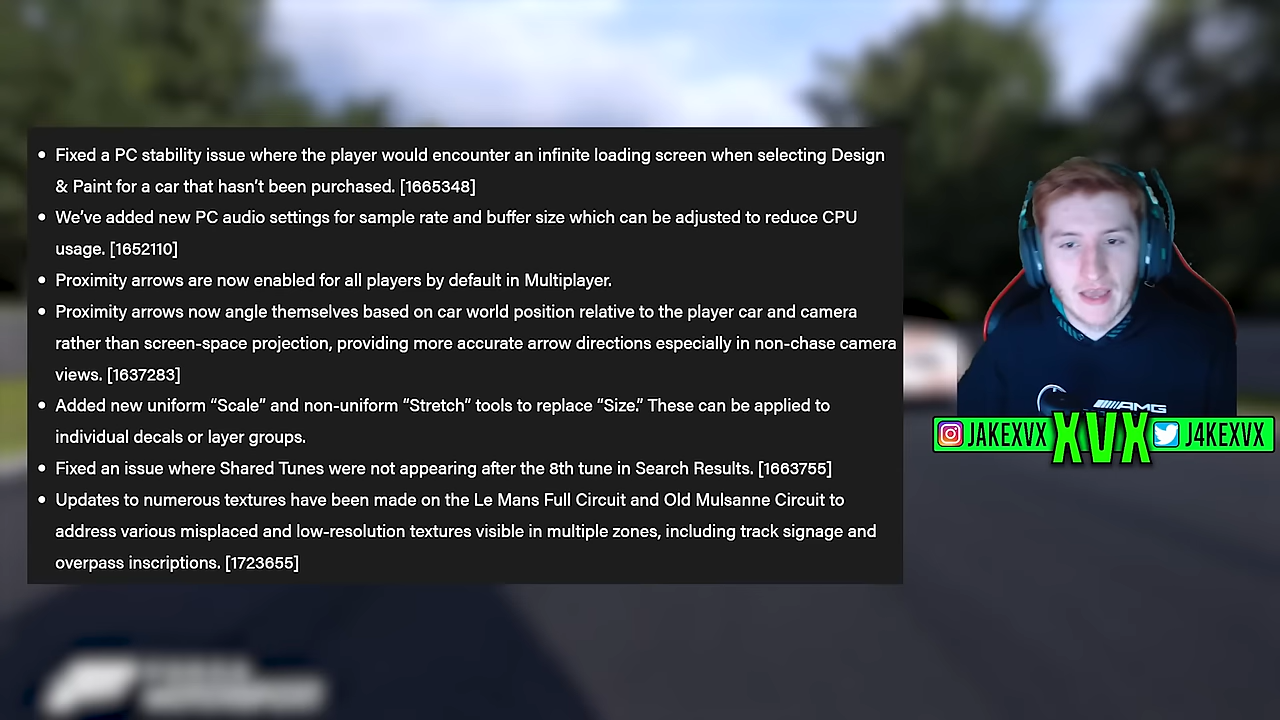 • Fixed a PC stability issue where the player would encounter an infinite loading screen when selecting Design
& Paint for a car that hasn’t been purchased. [1665348]
• We’ve added new PC audio settings for sample rate and buffer size which can be adjusted to reduce CPU
usage. [1652110]
• Proximity arrows are now enabled for all players by default in Multiplayer.
• Proximity arrows now angle themselves based on car world position relative to the player car and camera
rather than screen-space projection, providing more accurate arrow directions especially in non-chase camera
views. [1637283]
• Added new uniform “Scale” and non-uniform “Stretch” tools to replace “Size.” These can be applied to
individual decals or layer groups.
• Fixed an issue where Shared Tunes were not appearing after the 8th tune in Search Results. [1663755]
• Updates to numerous textures have been made on the Le Mans Full Circuit and Old Mulsanne Circuit to
address various misplaced and low-resolution textures visible in multiple zones, including track signage and
overpass inscriptions. [1723655]
AMG
JAKEXVX XVX J4KEXVX